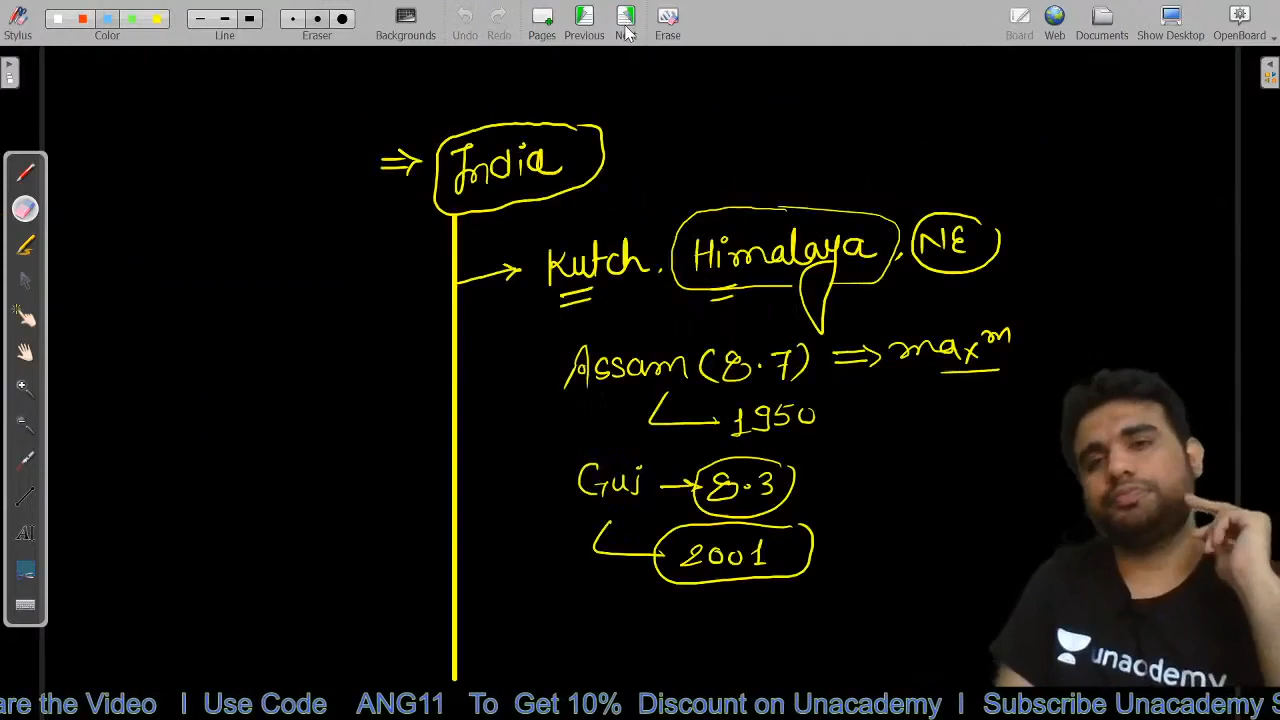 Stylus Color Line Eraser Backgrounds Undo Redo Pages Previous Erase Board Web Documents Show Desktop OpenBoard
⇒ India
→ Kutch, Himalaya, NE
Assam (8.7) ⇒ maxᵐ
1950
Guj → 8.3
2001
unacademy
are the Video I Use Code ANG11 To Get 10% Discount on Unacademy I Subscribe Unacademy S